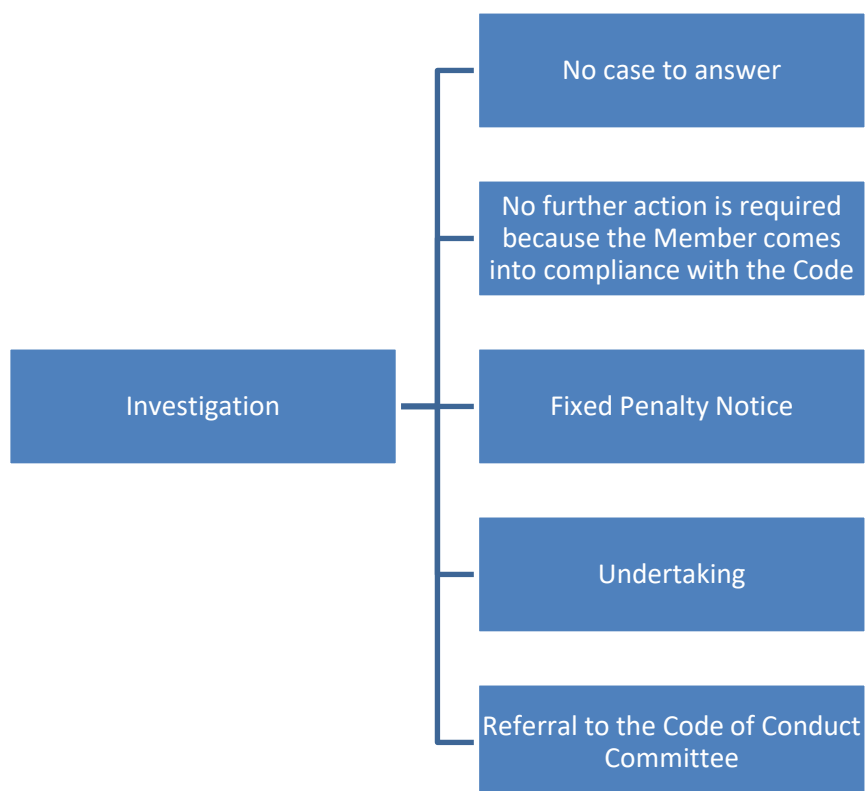 No case to answer
No further action is required
because the Member comes
into compliance with the Code
Investigation
Fixed Penalty Notice
Undertaking
Referral to the Code of Conduct
Committee